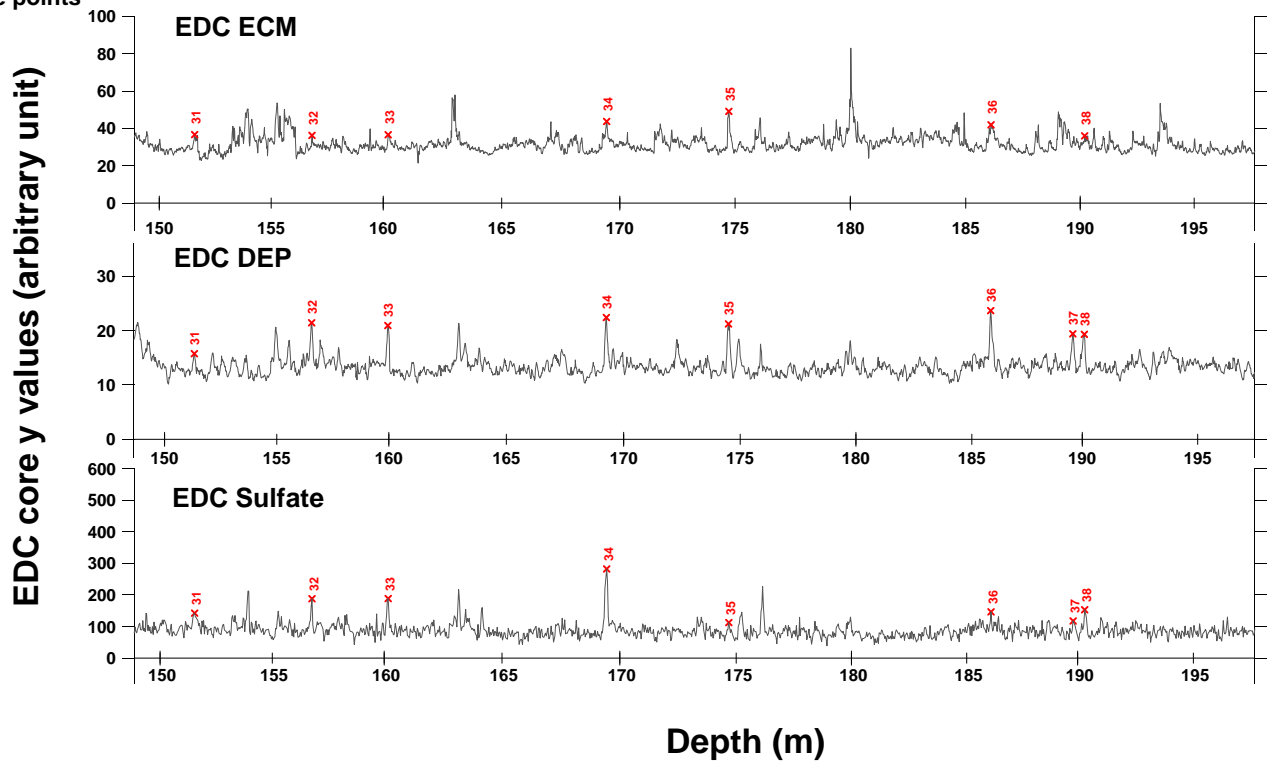 points
EDC ECM
100
80
60
40
20
0
31 32 33 34 35 36 38
150 155 160 165 170 175 180 185 190 195
EDC DEP
30
20
10
0
31 32 33 34 35 36 37 38
150 155 160 165 170 175 180 185 190 195
EDC Sulfate
600
500
400
300
200
100
0
31 32 33 34 35 36 37 38
150 155 160 165 170 175 180 185 190 195
EDC core y values (arbitrary unit)
Depth (m)